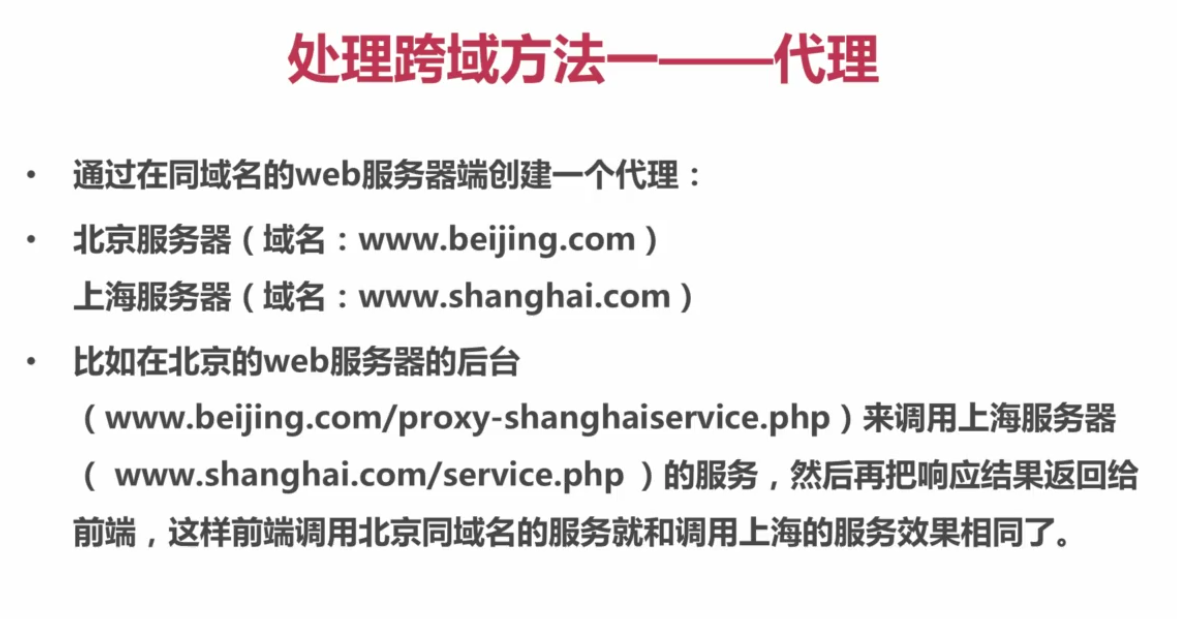 处理跨域方法一——代理
• 通过在同域名的web服务器端创建一个代理：
• 北京服务器（域名：www.beijing.com）
上海服务器（域名：www.shanghai.com）
• 比如在北京的web服务器的后台
（www.beijing.com/proxy-shanghaiservice.php）来调用上海服务器
（ www.shanghai.com/service.php ）的服务，然后再把响应结果返回给
前端，这样前端调用北京同域名的服务就和调用上海的服务效果相同了。